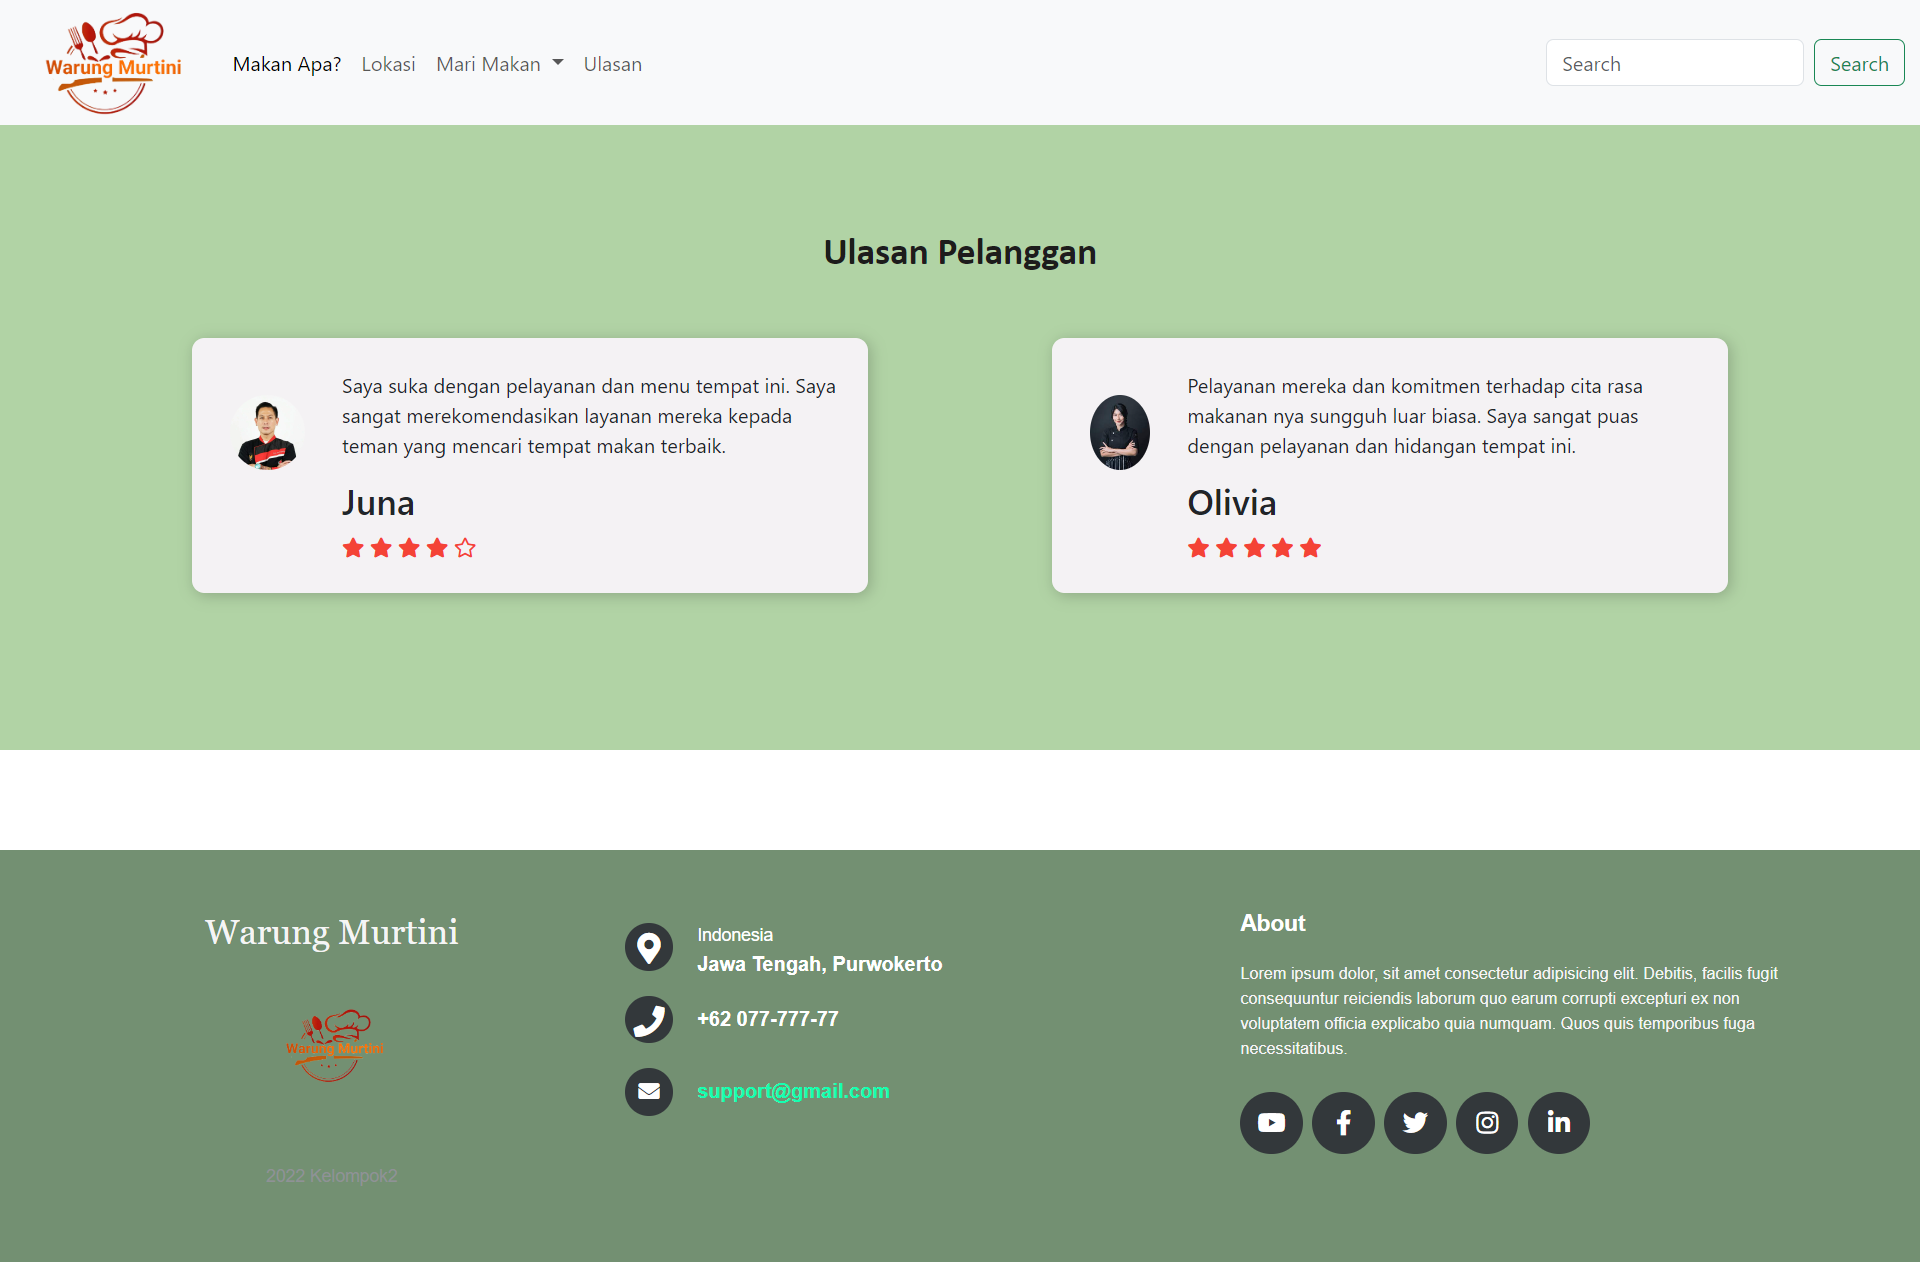 Warung Murtini
Makan Apa?
Lokasi
Mari Makan
Ulasan
Search
Search
Ulasan Pelanggan
Saya suka dengan pelayanan dan menu tempat ini. Saya
sangat merekomendasikan layanan mereka kepada
teman yang mencari tempat makan terbaik.
Juna
Pelayanan mereka dan komitmen terhadap cita rasa
makanan nya sungguh luar biasa. Saya sangat puas
dengan pelayanan dan hidangan tempat ini.
Olivia
Warung Murtini
Warung Murtini
2022 Kelompok2
Indonesia
Jawa Tengah, Purwokerto
+62 077-777-77
support@gmail.com
About
Lorem ipsum dolor, sit amet consectetur adipisicing elit. Debitis, facilis fugit
consequuntur reiciendis laborum quo earum corrupti excepturi ex non
voluptatem officia explicabo quia numquam. Quos quis temporibus fuga
necessitatibus.